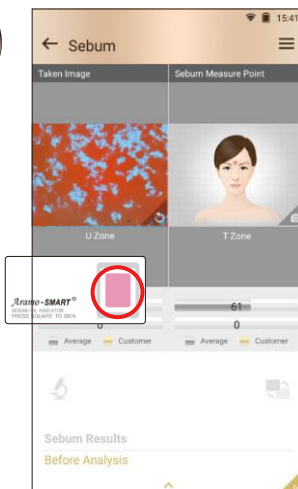 15:41
Sebum
Taken Image
Sebum Measure Point
U Zone
T Zone
Aramo-SMART®
SEBUM/OIL INDICATOR
PRESS SQUARE TO SKIN
61
0
0
Average
Customer
Average
Customer
Sebum Results
Before Analysis